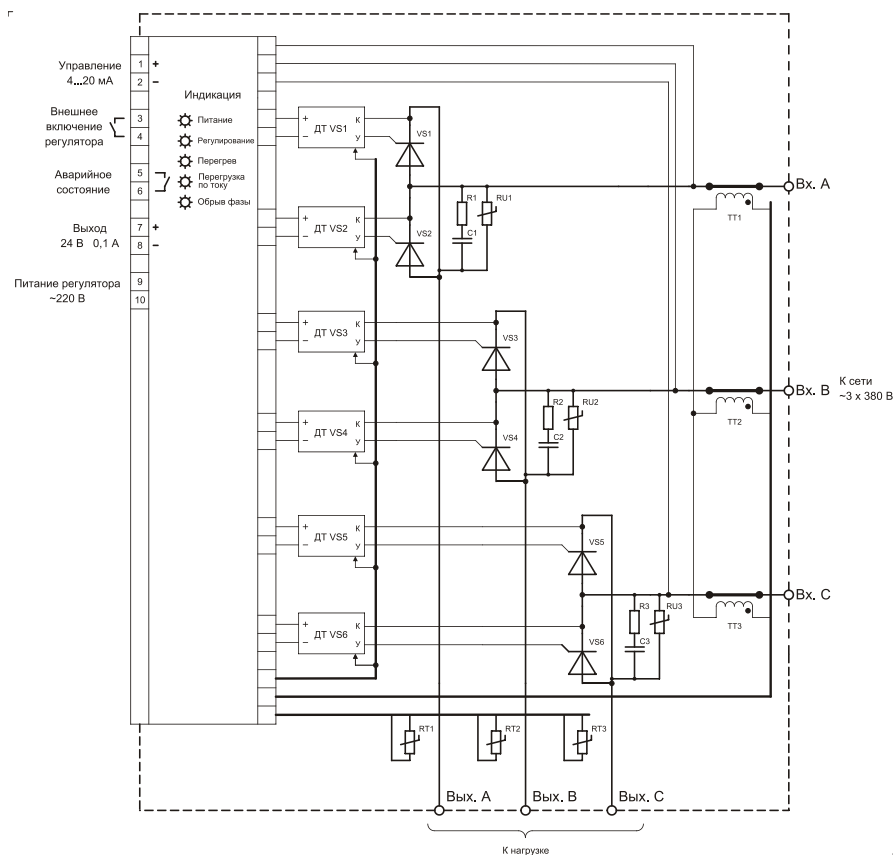 Управление
4...20 мА
1
+
2
–
Внешнее
включение
регулятора
3
4
Аварийное
состояние
5
6
Выход
24 В 0,1 А
7
+
8
–
Питание регулятора
~220 В
9
10
Индикация
Питание
Регулирование
Перегрев
Перегрузка
по току
Обрыв фазы
+
–
ДТ VS1
К
У
VS1
R1
C1
RU1
+
–
ДТ VS2
К
У
VS2
TT1
Вх. A
+
–
ДТ VS3
К
У
VS3
R2
C2
RU2
+
–
ДТ VS4
К
У
VS4
TT2
Вх. B
К сети
~3 x 380 В
+
–
ДТ VS5
К
У
VS5
R3
C3
RU3
+
–
ДТ VS6
К
У
VS6
TT3
Вх. C
RT1
RT2
RT3
Вых. A
Вых. B
Вых. C
К нагрузке